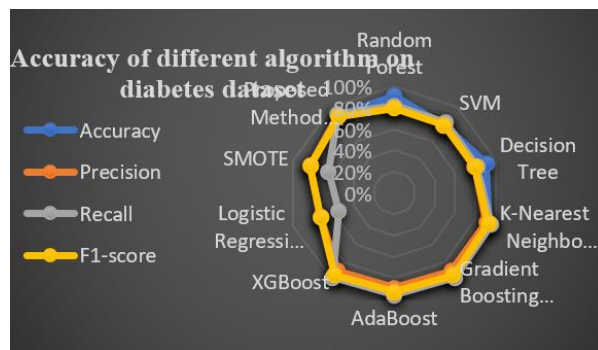 Accuracy of different algorithm on
diabetes dataset
Accuracy
Precision
Recall
F1-score
Random
Forest
SVM
Decision
Tree
K-Nearest
Neighbo...
Gradient
Boosting...
AdaBoost
XGBoost
Logistic
Regressi...
SMOTE
Proposed
Method...
100%
80%
60%
40%
20%
0%